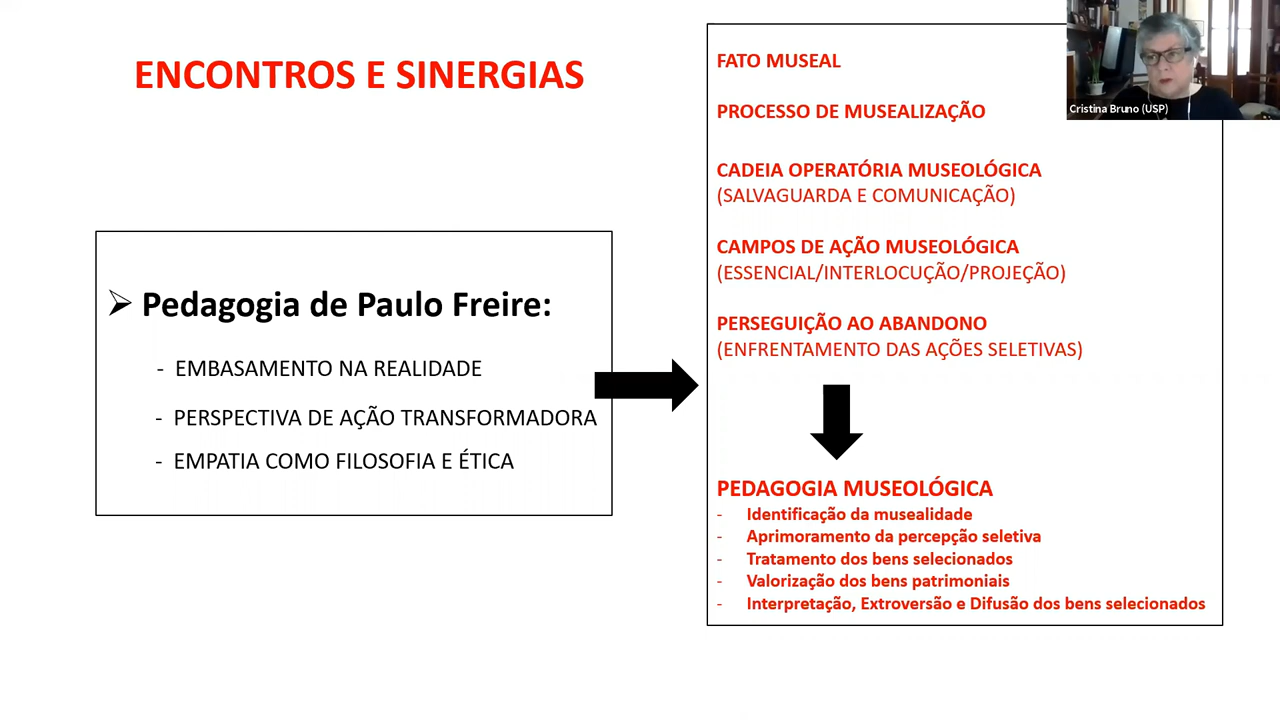 ENCONTROS E SINERGIAS
➢ Pedagogia de Paulo Freire:
- EMBASAMENTO NA REALIDADE
- PERSPECTIVA DE AÇÃO TRANSFORMADORA
- EMPATIA COMO FILOSOFIA E ÉTICA
FATO MUSEAL
PROCESSO DE MUSEALIZAÇÃO
CADEIA OPERATÓRIA MUSEOLÓGICA
(SALVAGUARDA E COMUNICAÇÃO)
CAMPOS DE AÇÃO MUSEOLÓGICA
(ESSENCIAL/INTERLOCUÇÃO/PROJEÇÃO)
PERSEGUIÇÃO AO ABANDONO
(ENFRENTAMENTO DAS AÇÕES SELETIVAS)
PEDAGOGIA MUSEOLÓGICA
- Identificação da musealidade
- Aprimoramento da percepção seletiva
- Tratamento dos bens selecionados
- Valorização dos bens patrimoniais
- Interpretação, Extroversão e Difusão dos bens selecionados
Cristina Bruno (USP)